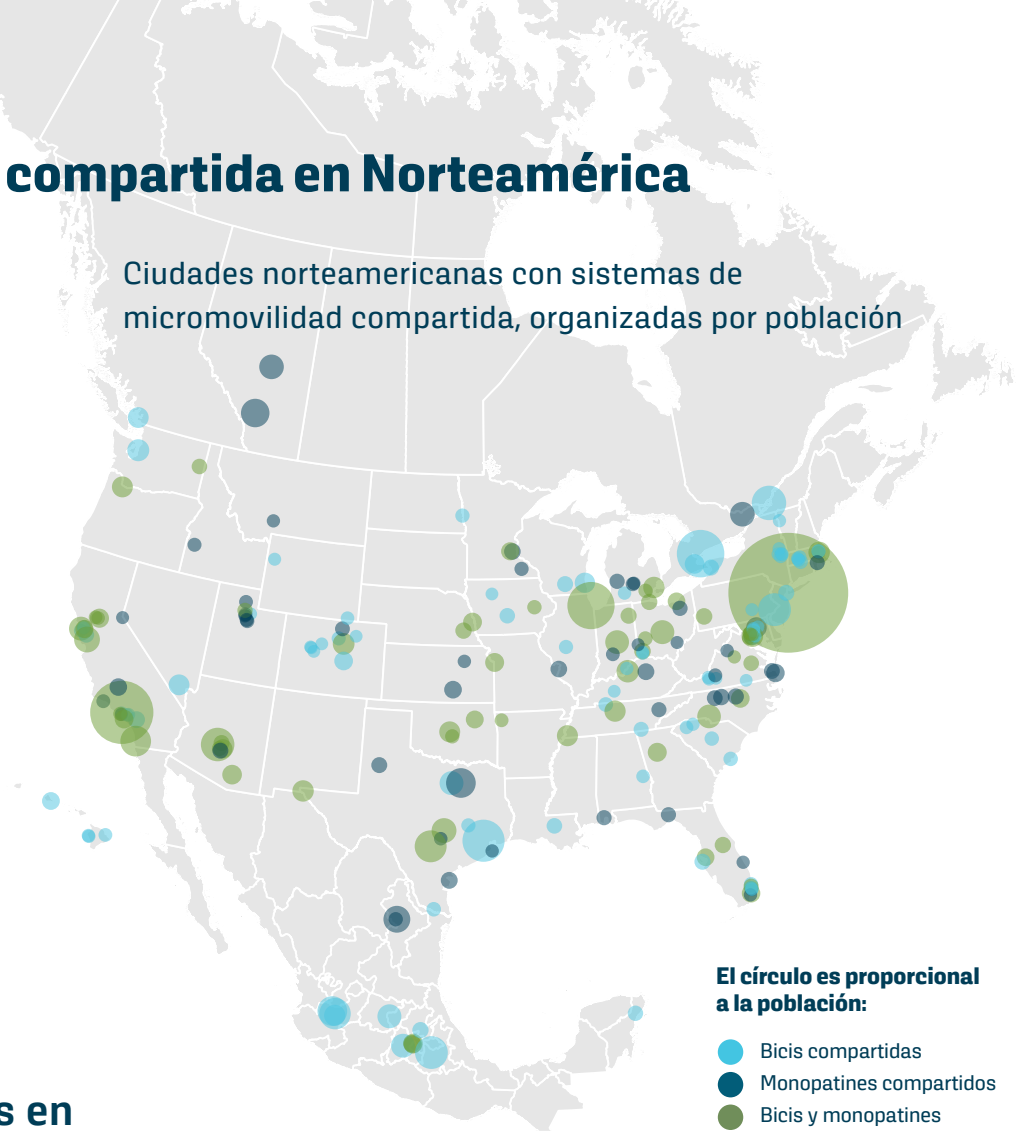 compartida en Norteamérica
Ciudades norteamericanas con sistemas de
micromovilidad compartida, organizadas por población
El círculo es proporcional
a la población:
Bicis compartidas
Monopatines compartidos
Bicis y monopatines
s en